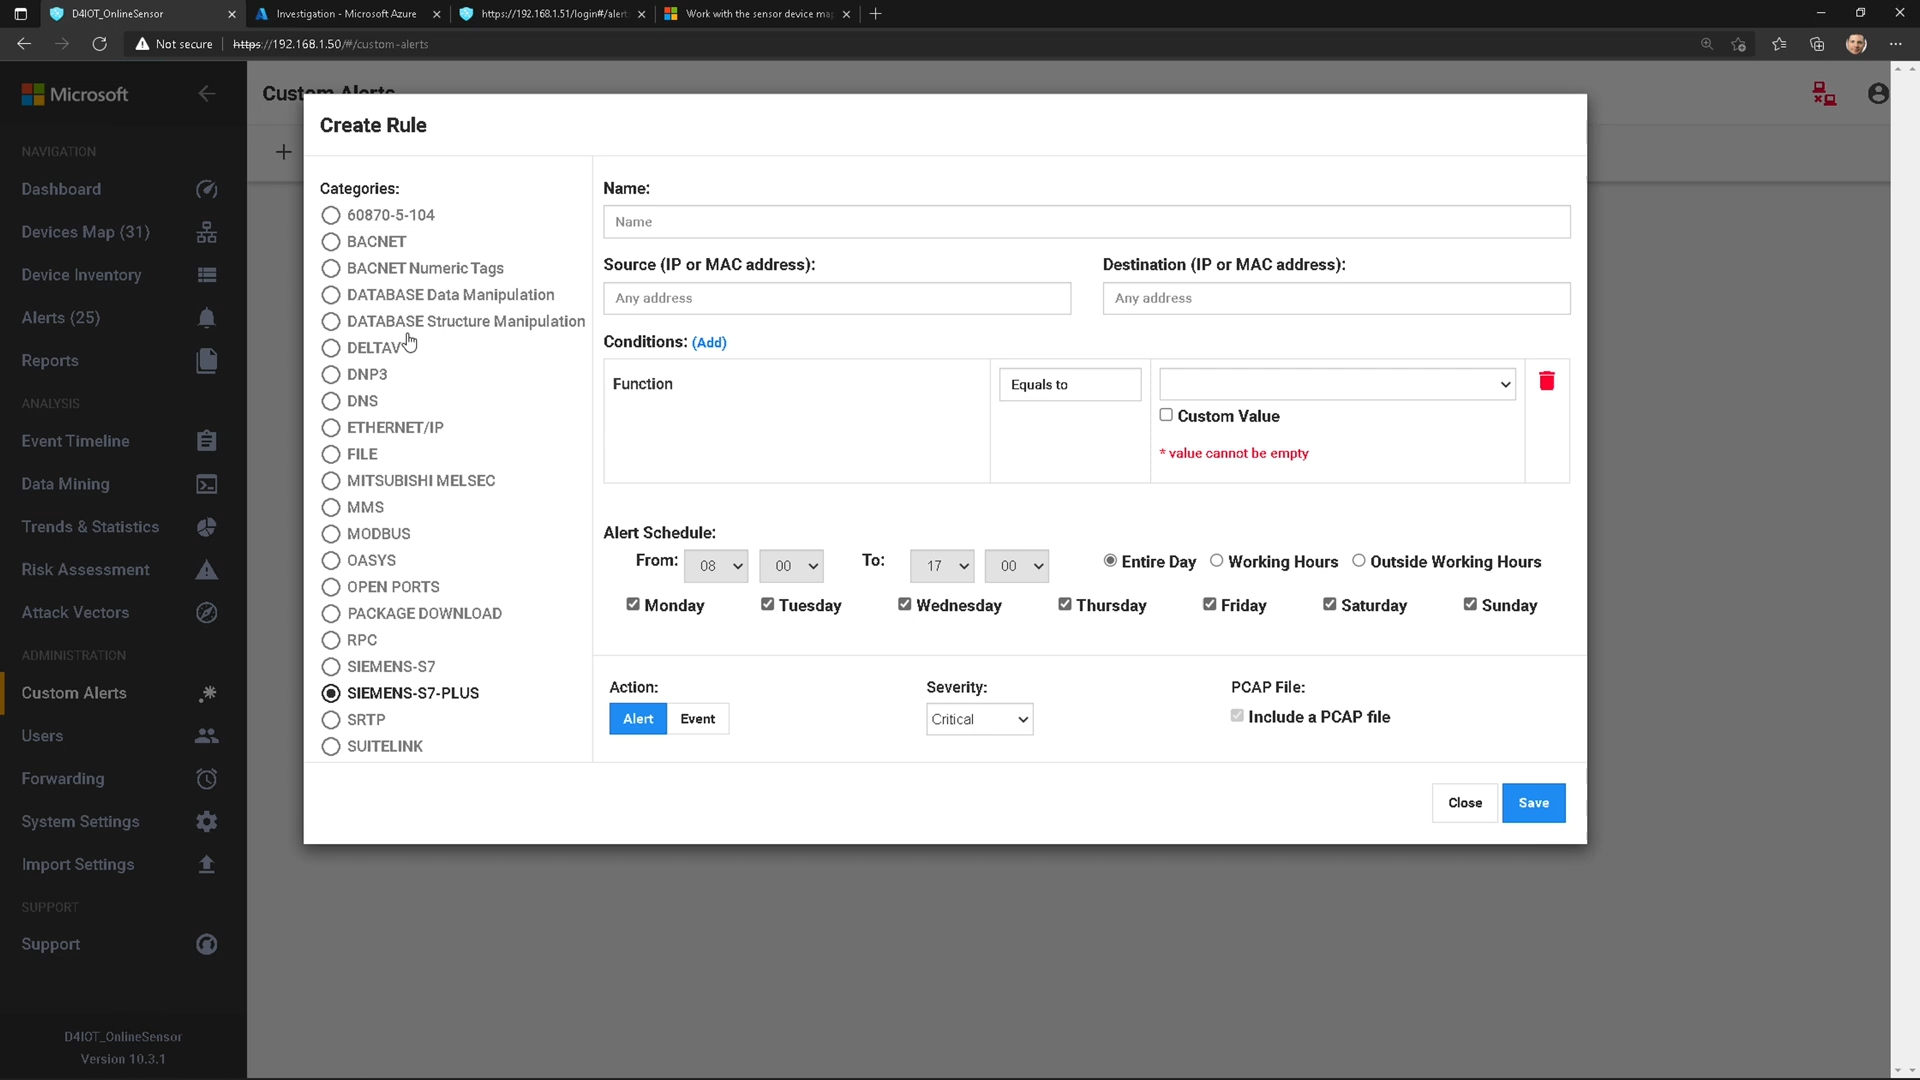 D4IOT_OnlineSensor
Investigation - Microsoft Azure
https://192.168.1.51/login#/alert
Work with the sensor device ma
Not secure
https://192.168.1.50/#/custom-alerts
Microsoft
NAVIGATION
Dashboard
Devices Map (31)
Device Inventory
Alerts (25)
Reports
ANALYSIS
Event Timeline
Data Mining
Trends & Statistics
Risk Assessment
Attack Vectors
ADMINISTRATION
Custom Alerts
Users
Forwarding
System Settings
Import Settings
SUPPORT
Support
D4IOT_OnlineSensor
Version 10.3.1
Custom Alerts
Create Rule
Categories:
60870-5-104
BACNET
BACNET Numeric Tags
DATABASE Data Manipulation
DATABASE Structure Manipulation
DELTAV
DNP3
DNS
ETHERNET/IP
FILE
MITSUBISHI MELSEC
MMS
MODBUS
OASYS
OPEN PORTS
PACKAGE DOWNLOAD
RPC
SIEMENS-S7
SIEMENS-S7-PLUS
SRTP
SUITELINK
Name:
Name
Source (IP or MAC address):
Any address
Destination (IP or MAC address):
Any address
Conditions: (Add)
Function
Equals to
Custom Value
* value cannot be empty
Alert Schedule:
From: 08 00 To: 17 00
Entire Day Working Hours Outside Working Hours
Monday Tuesday Wednesday Thursday Friday Saturday Sunday
Action:
Alert Event
Severity:
Critical
PCAP File:
Include a PCAP file
Close Save